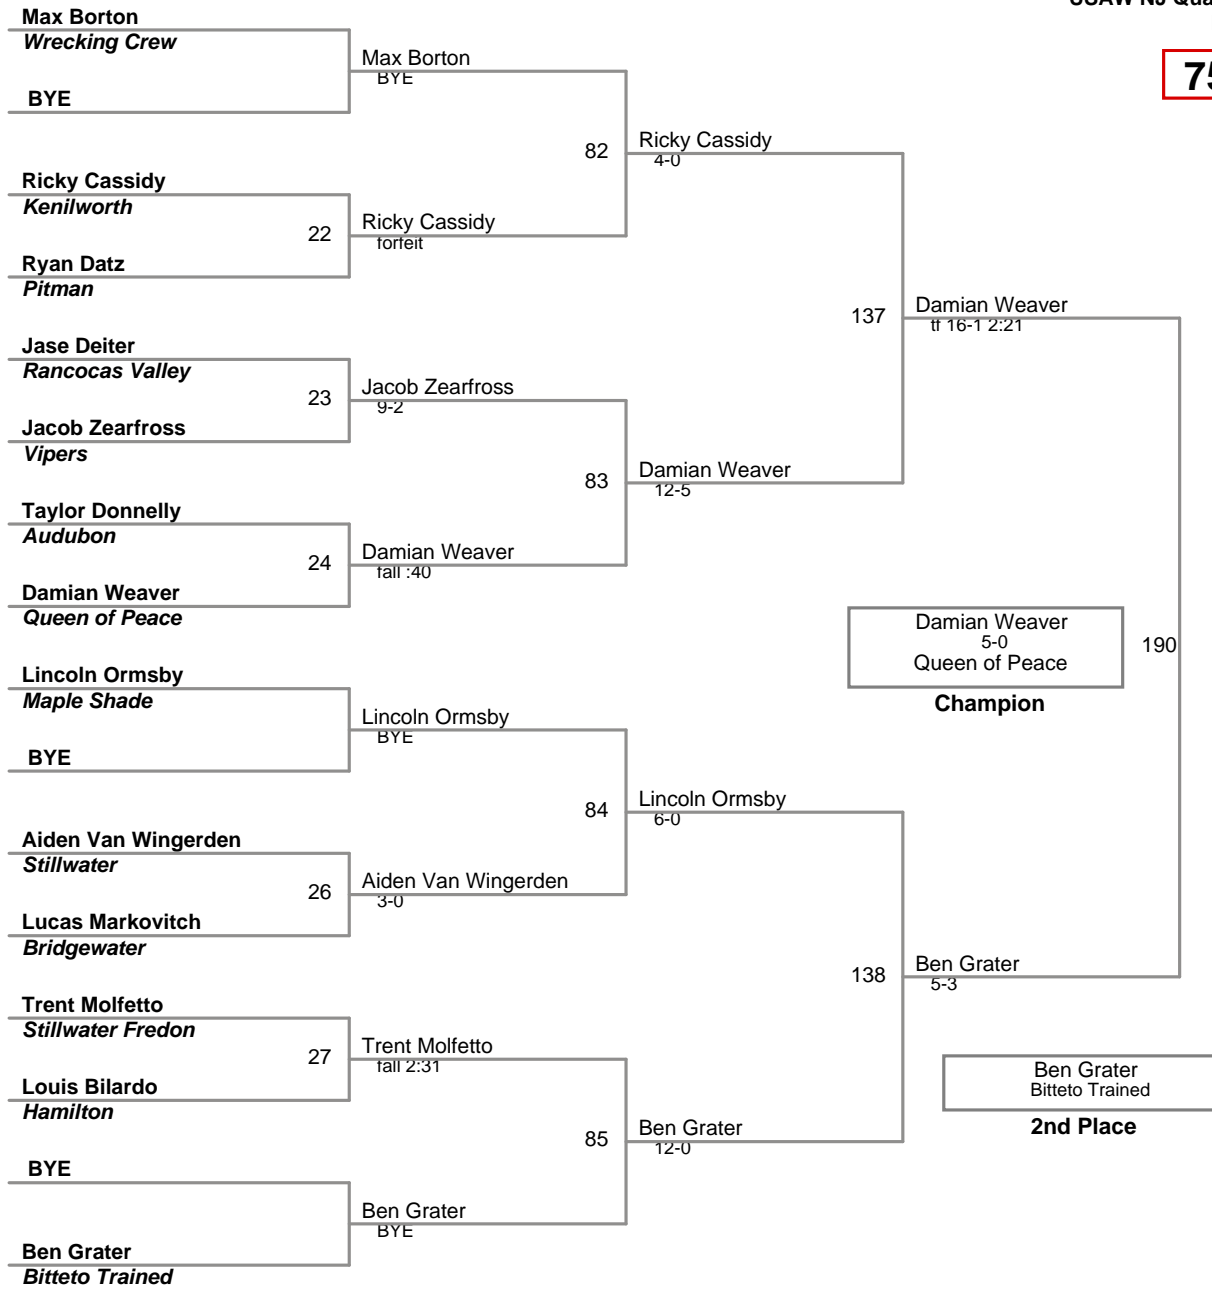 USAW NJ Qua
75
Max Borton
Wrecking Crew
BYE
Max Borton
BYE
82
Ricky Cassidy
4-0
Ricky Cassidy
Kenilworth
22
Ricky Cassidy
forfeit
Ryan Datz
Pitman
137
Damian Weaver
tf 16-1 2:21
Jase Deiter
Rancocas Valley
23
Jacob Zearfross
9-2
Jacob Zearfross
Vipers
83
Damian Weaver
12-5
Taylor Donnelly
Audubon
24
Damian Weaver
fall :40
Damian Weaver
Queen of Peace
Damian Weaver
5-0
Queen of Peace
Champion
190
Lincoln Ormsby
Maple Shade
Lincoln Ormsby
BYE
BYE
84
Lincoln Ormsby
6-0
Aiden Van Wingerden
Stillwater
26
Aiden Van Wingerden
3-0
Lucas Markovitch
Bridgewater
138
Ben Grater
5-3
Trent Molfetto
Stillwater Fredon
27
Trent Molfetto
fall 2:31
Louis Bilardo
Hamilton
85
Ben Grater
12-0
Ben Grater
Bitteto Trained
2nd Place
BYE
Ben Grater
BYE
Ben Grater
Bitteto Trained